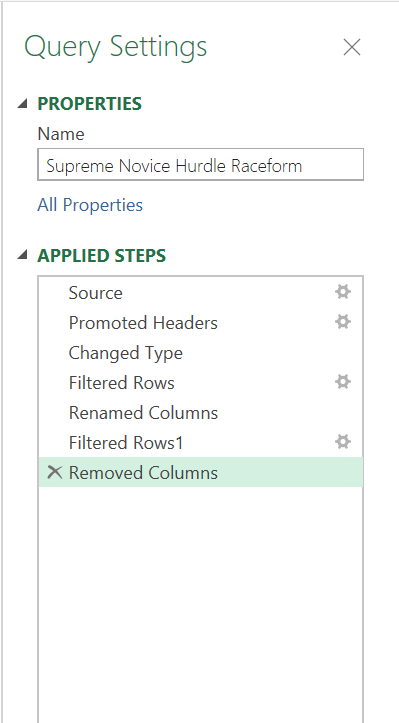 Query Settings
PROPERTIES
Name
Supreme Novice Hurdle Raceform
All Properties
APPLIED STEPS
Source
Promoted Headers
Changed Type
Filtered Rows
Renamed Columns
Filtered Rows1
Removed Columns